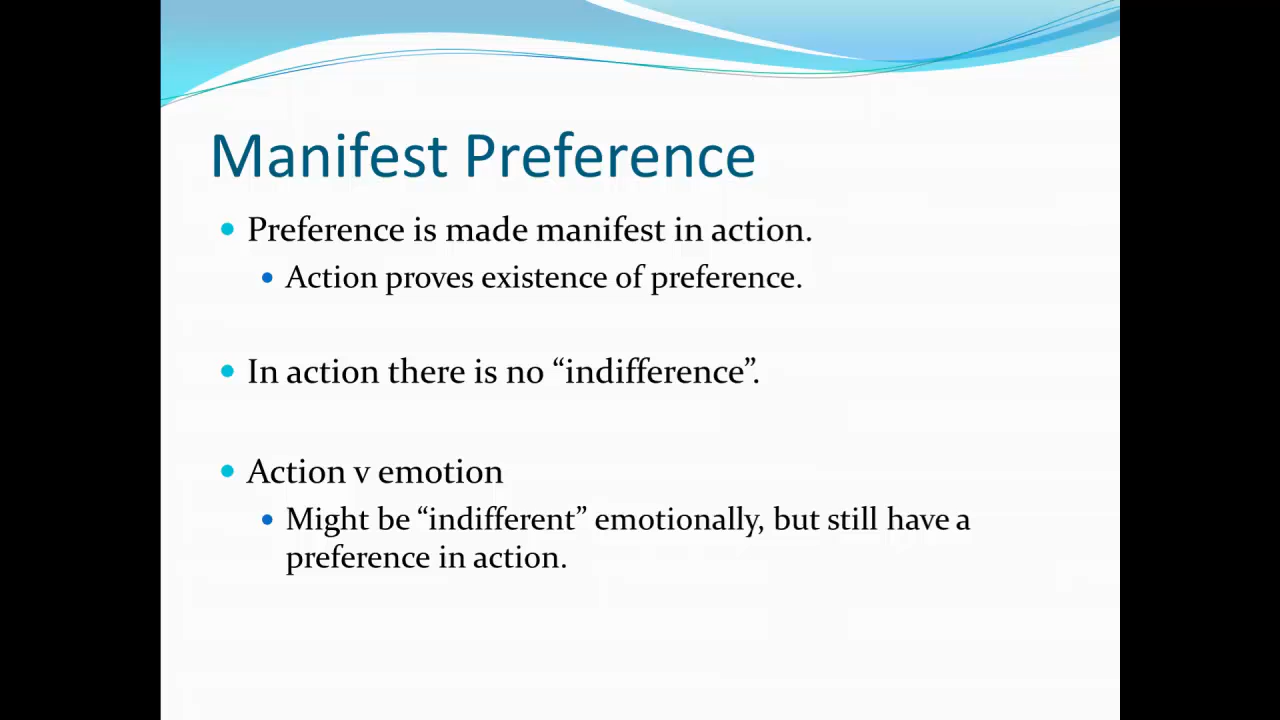 Manifest Preference
Preference is made manifest in action.
Action proves existence of preference.
In action there is no “indifference”.
Action v emotion
Might be “indifferent” emotionally, but still have a
preference in action.